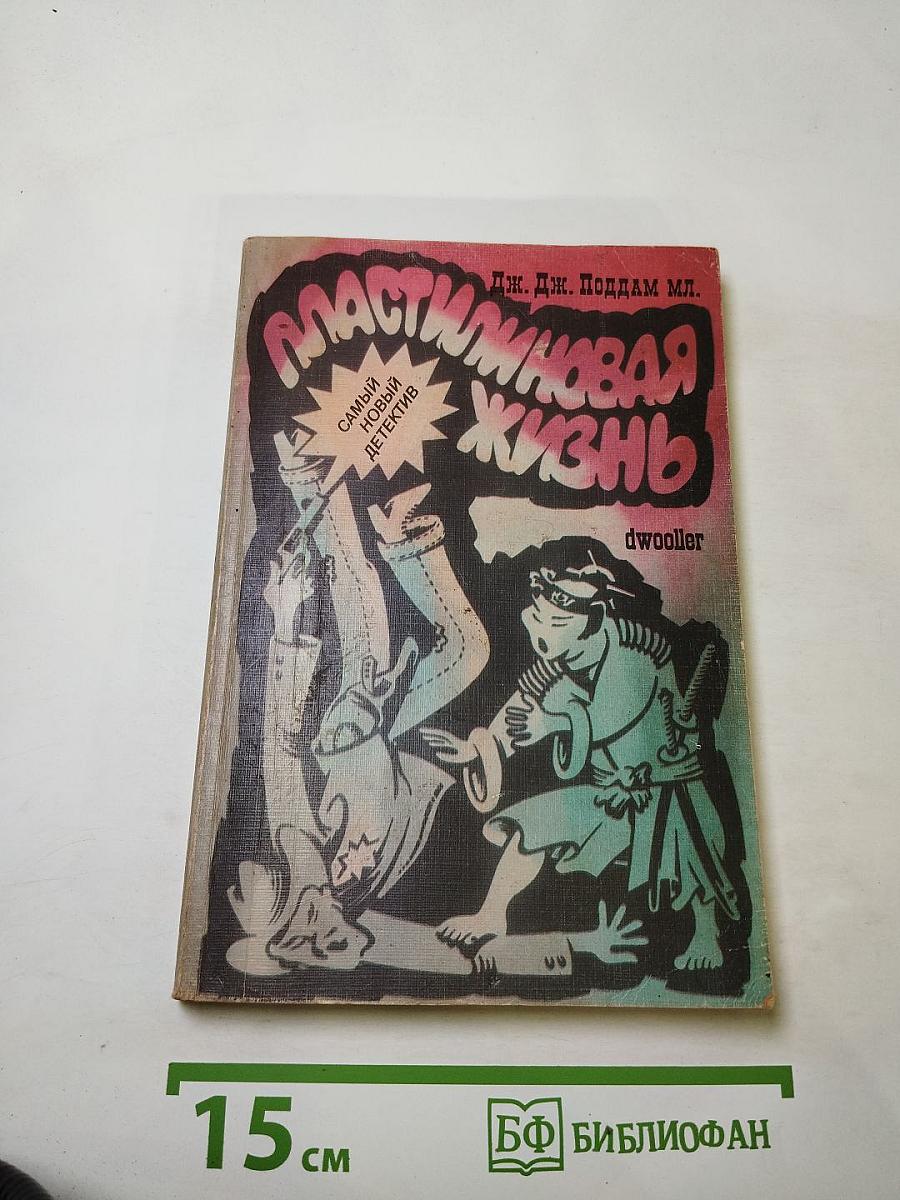 Дж. Дж. Поддам мл.
ПЛАСТИЛИНОВАЯ
ЖИЗНЬ
САМЫЙ
НОВЫЙ
ДЕТЕКТИВ
dwooller
15 см
БФ БИБЛИОФАН